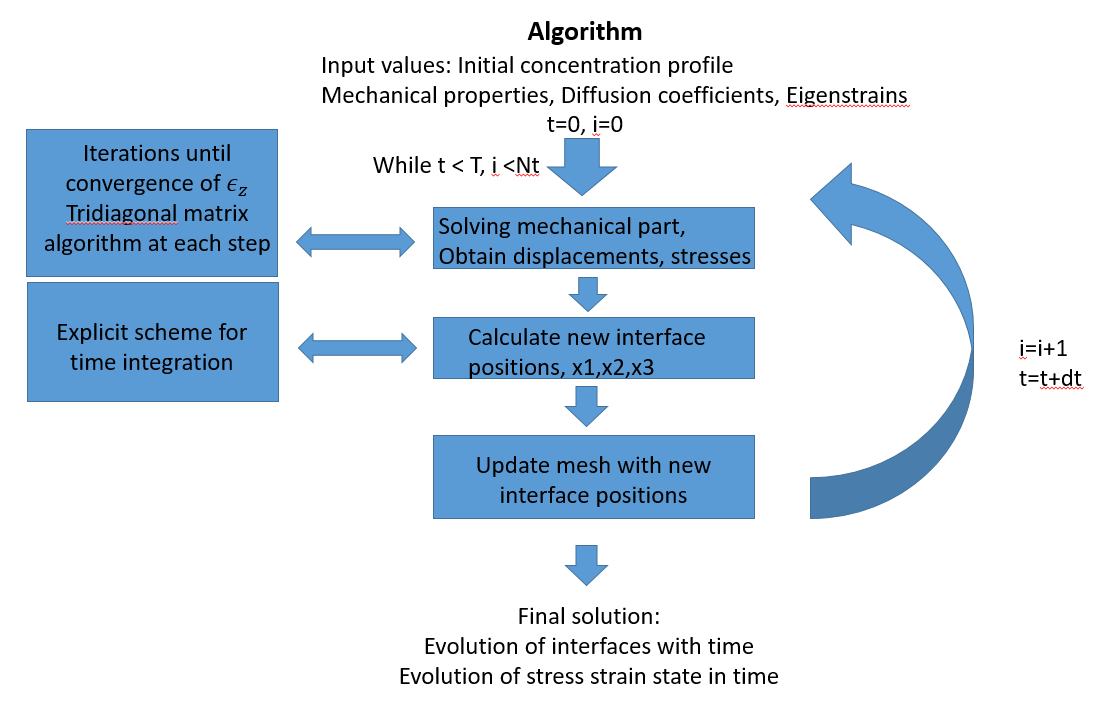 Algorithm
Input values: Initial concentration profile
Mechanical properties, Diffusion coefficients, Eigenstrains
t=0, i=0
While t < T, i <Nt
Iterations until
convergence of ϵ_z
Tridiagonal matrix
algorithm at each step
Solving mechanical part,
Obtain displacements, stresses
Explicit scheme for
time integration
Calculate new interface
positions, x1,x2,x3
i=i+1
t=t+dt
Update mesh with new
interface positions
Final solution:
Evolution of interfaces with time
Evolution of stress strain state in time